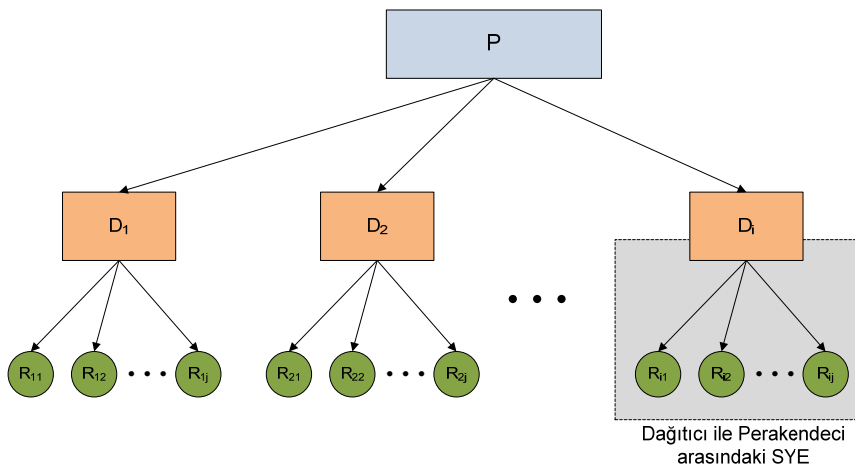 P
D₁ D₂ Dᵢ
R₁₁ R₁₂ R₁ⱼ R₂₁ R₂₂ R₂ⱼ Rᵢ₁ Rᵢ₂ Rᵢⱼ
Dağıtıcı ile Perakendeci
arasındaki SYE